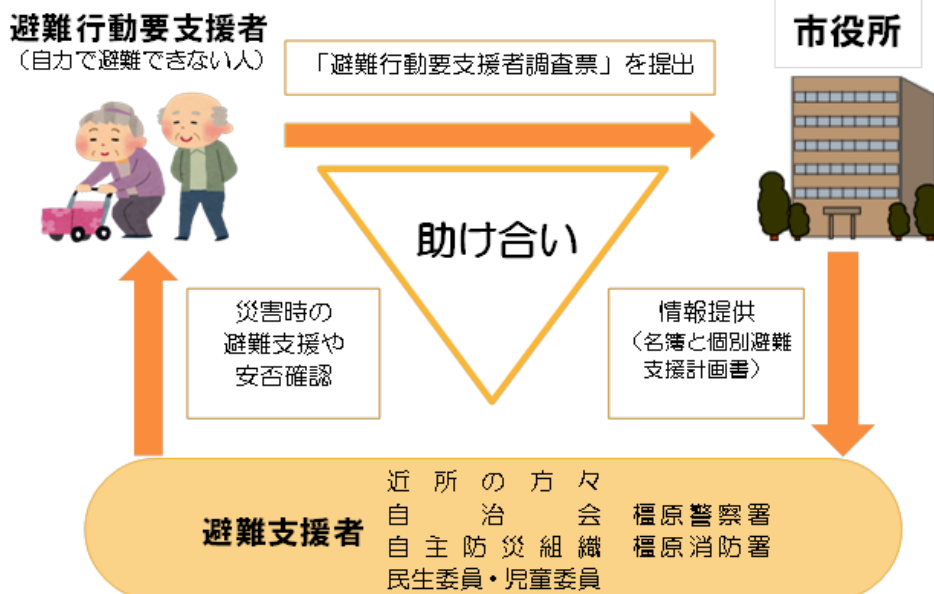 避難行動要支援者
（自力で避難できない人）
「避難行動要支援者調査票」を提出
市役所
助け合い
災害時の
避難支援や
安否確認
情報提供
（名簿と個別避難
支援計画書）
避難支援者
近所の方々
自治会
自主防災組織
民生委員・児童委員
橿原警察署
橿原消防署